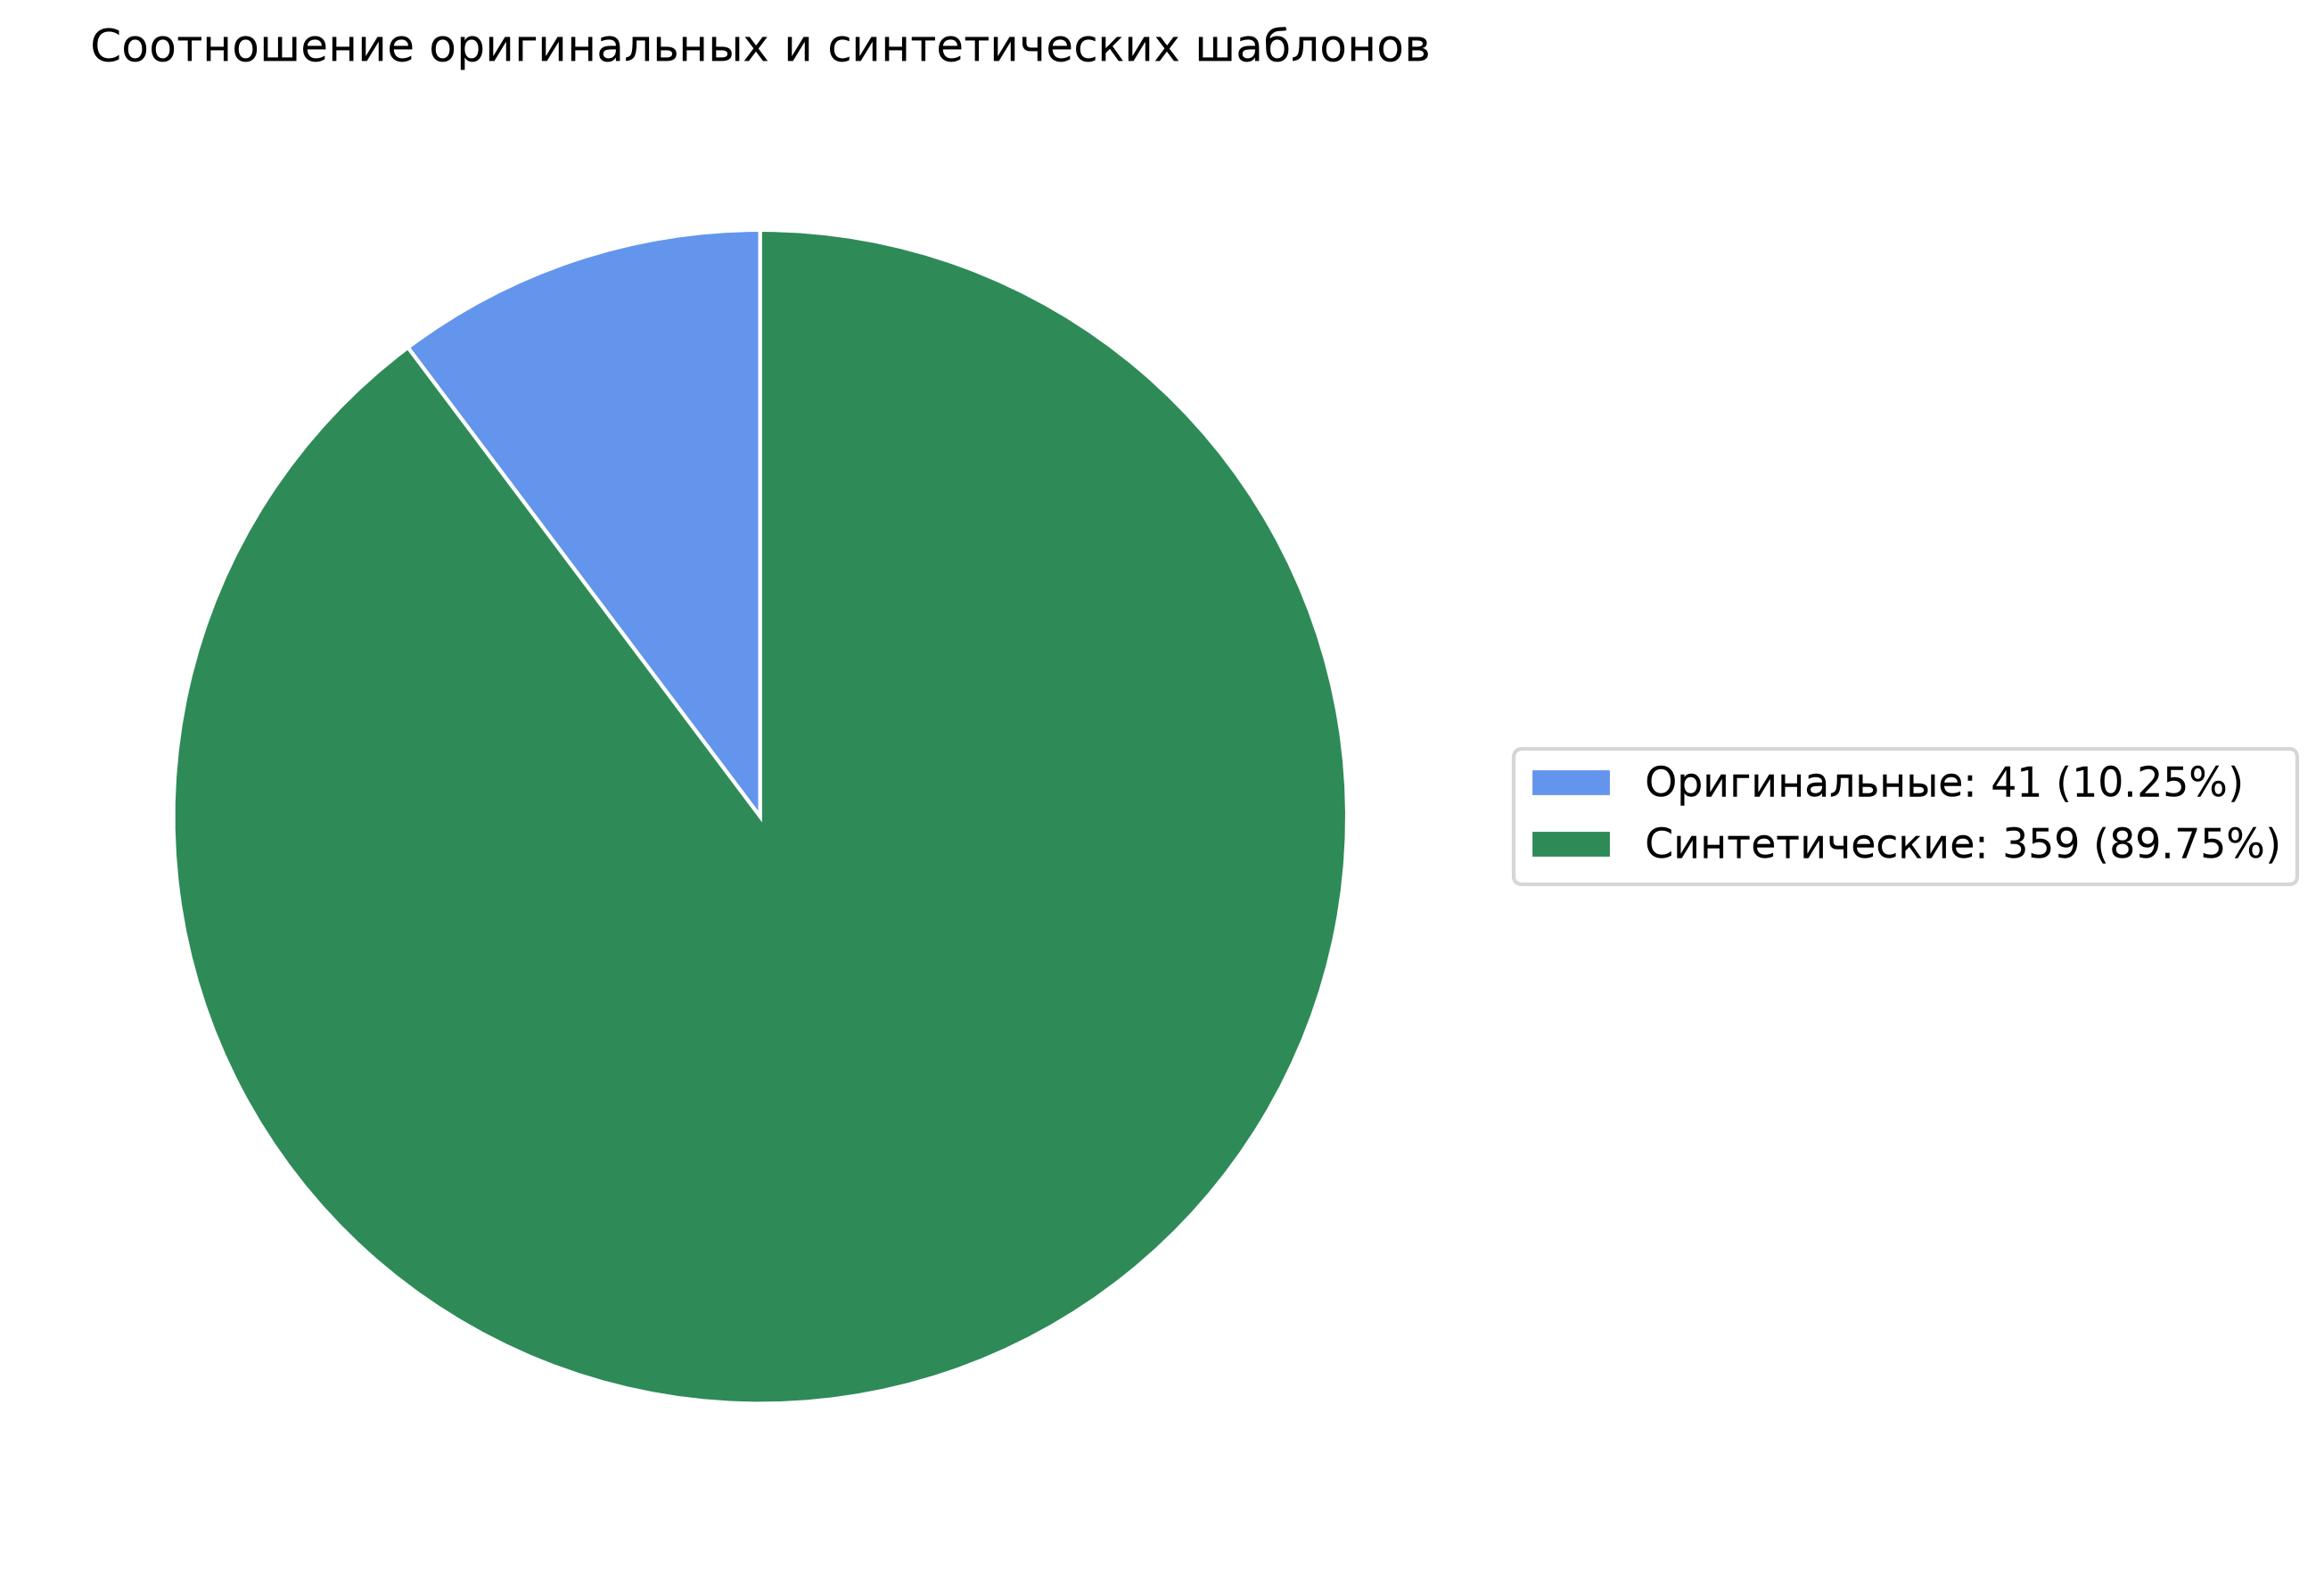 Соотношение оригинальных и синтетических шаблонов
Оригинальные: 41 (10.25%)
Синтетические: 359 (89.75%)